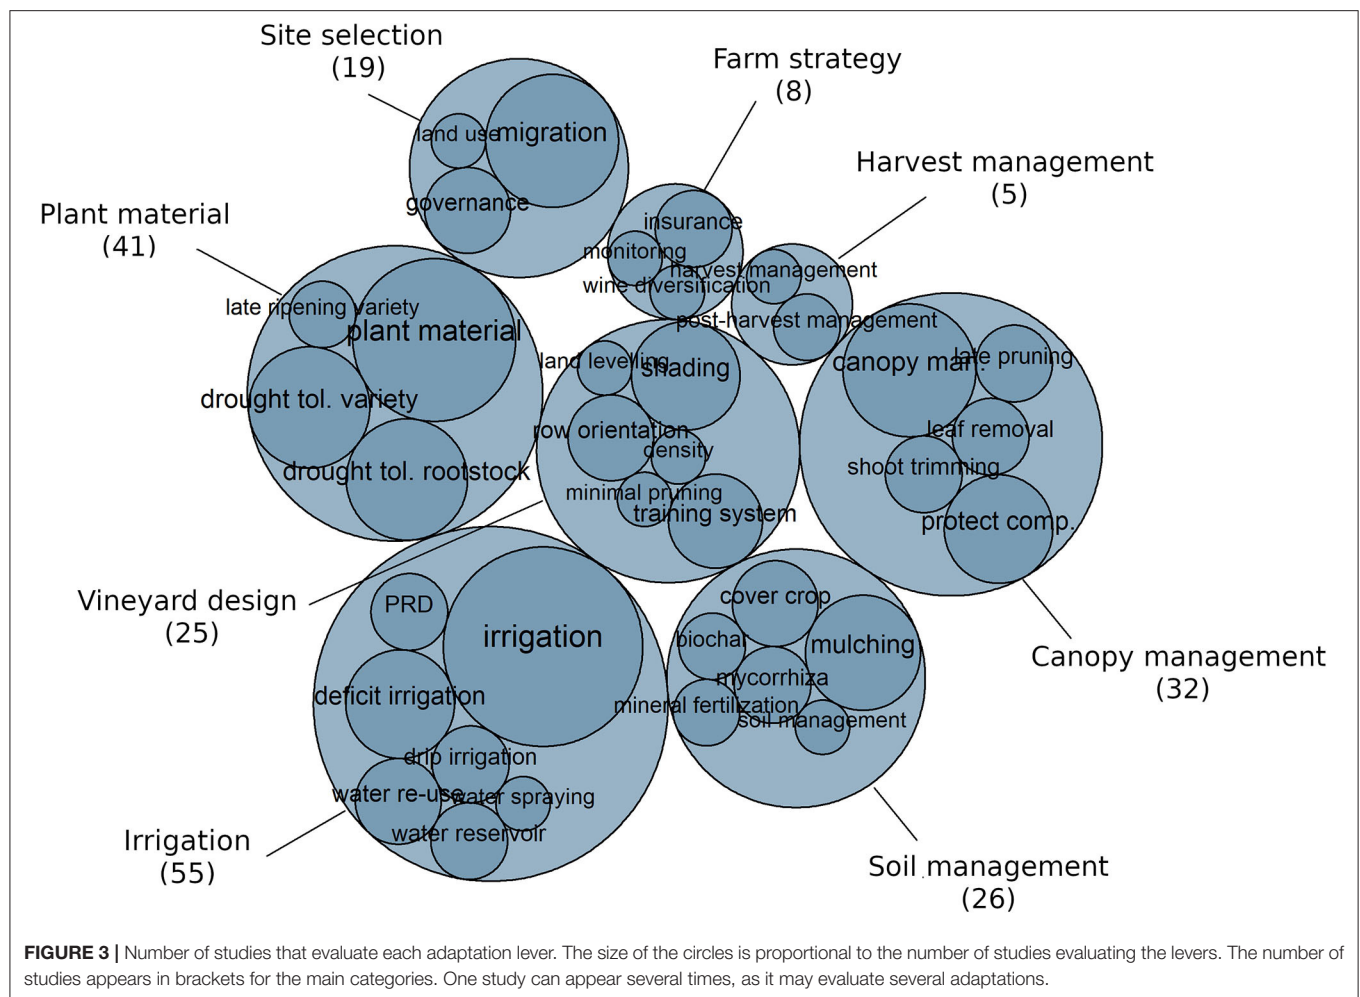 Site selection
(19)
Farm strategy
(8)
Harvest management
(5)
Plant material
(41)
land use
migration
governance
insurance
monitoring
harvest management
wine diversification
post-harvest management
late ripening variety
plant material
drought tol. variety
drought tol. rootstock
land levelling
shading
row orientation
density
minimal pruning
training system
canopy man.
late pruning
leaf removal
shoot trimming
protect comp.
Vineyard design
(25)
PRD
irrigation
deficit irrigation
drip irrigation
water re-use
water spraying
water reservoir
cover crop
biochar
mulching
mycorrhiza
mineral fertilization
soil management
Canopy management
(32)
Irrigation
(55)
Soil management
(26)
FIGURE 3 | Number of studies that evaluate each adaptation lever. The size of the circles is proportional to the number of studies evaluating the levers. The number of
studies appears in brackets for the main categories. One study can appear several times, as it may evaluate several adaptations.